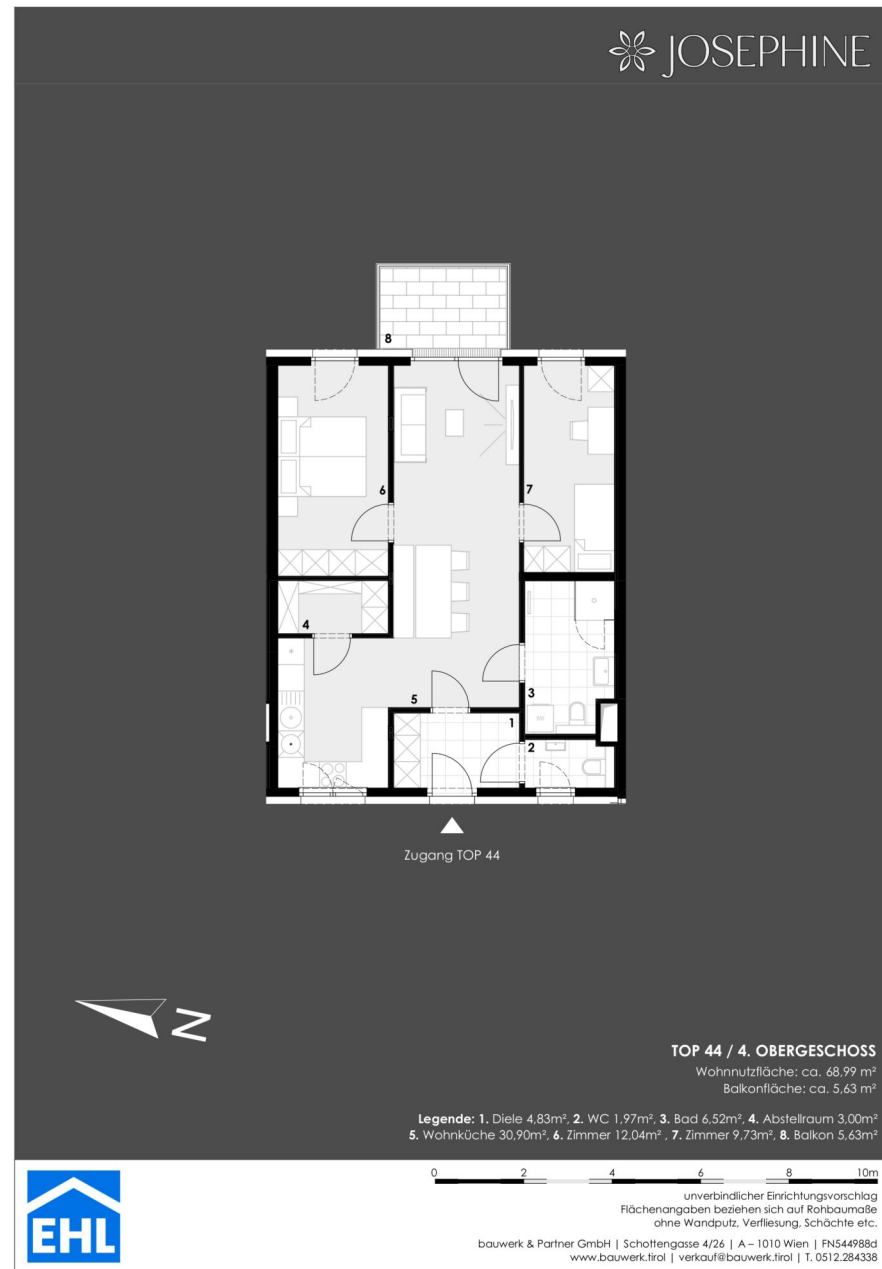 JOSEPHINE
8
6
7
4
3
5
1
2
Zugang TOP 44
N
TOP 44 / 4. OBERGESCHOSS
Wohnnutzfläche: ca. 68,99 m²
Balkonfläche: ca. 5,63 m²
Legende: 1. Diele 4,83m², 2. WC 1,97m², 3. Bad 6,52m², 4. Abstellraum 3,00m²
5. Wohnküche 30,90m², 6. Zimmer 12,04m² , 7. Zimmer 9,73m², 8. Balkon 5,63m²
0 2 4 6 8 10m
unverbindlicher Einrichtungsvorschlag
Flächenangaben beziehen sich auf Rohbaumaße
ohne Wandputz, Verfliesung, Schächte etc.
EHL
bauwerk & Partner GmbH | Schottengasse 4/26 | A – 1010 Wien | FN544988d
www.bauwerk.tirol | verkauf@bauwerk.tirol | T. 0512.284338